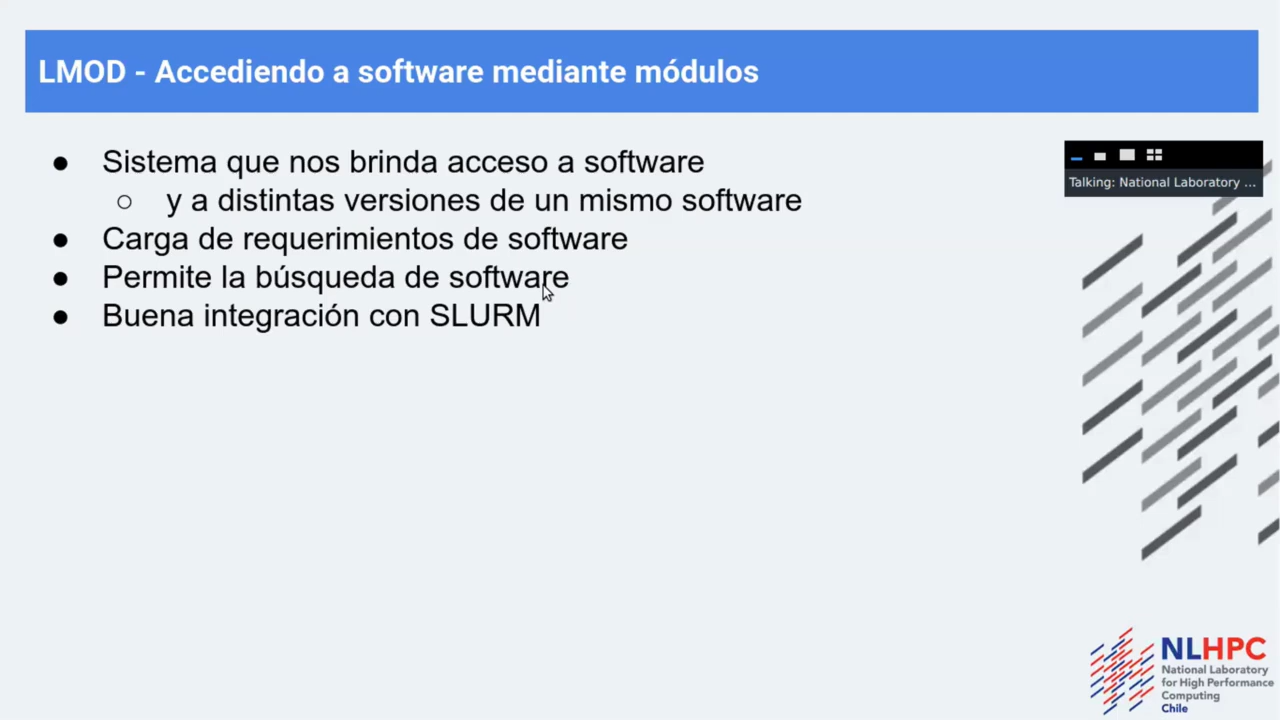 LMOD - Accediendo a software mediante módulos
● Sistema que nos brinda acceso a software
○ y a distintas versiones de un mismo software
● Carga de requerimientos de software
● Permite la búsqueda de software
● Buena integración con SLURM
Talking: National Laboratory ...
NLHPC
National Laboratory
for High Performance
Computing
Chile